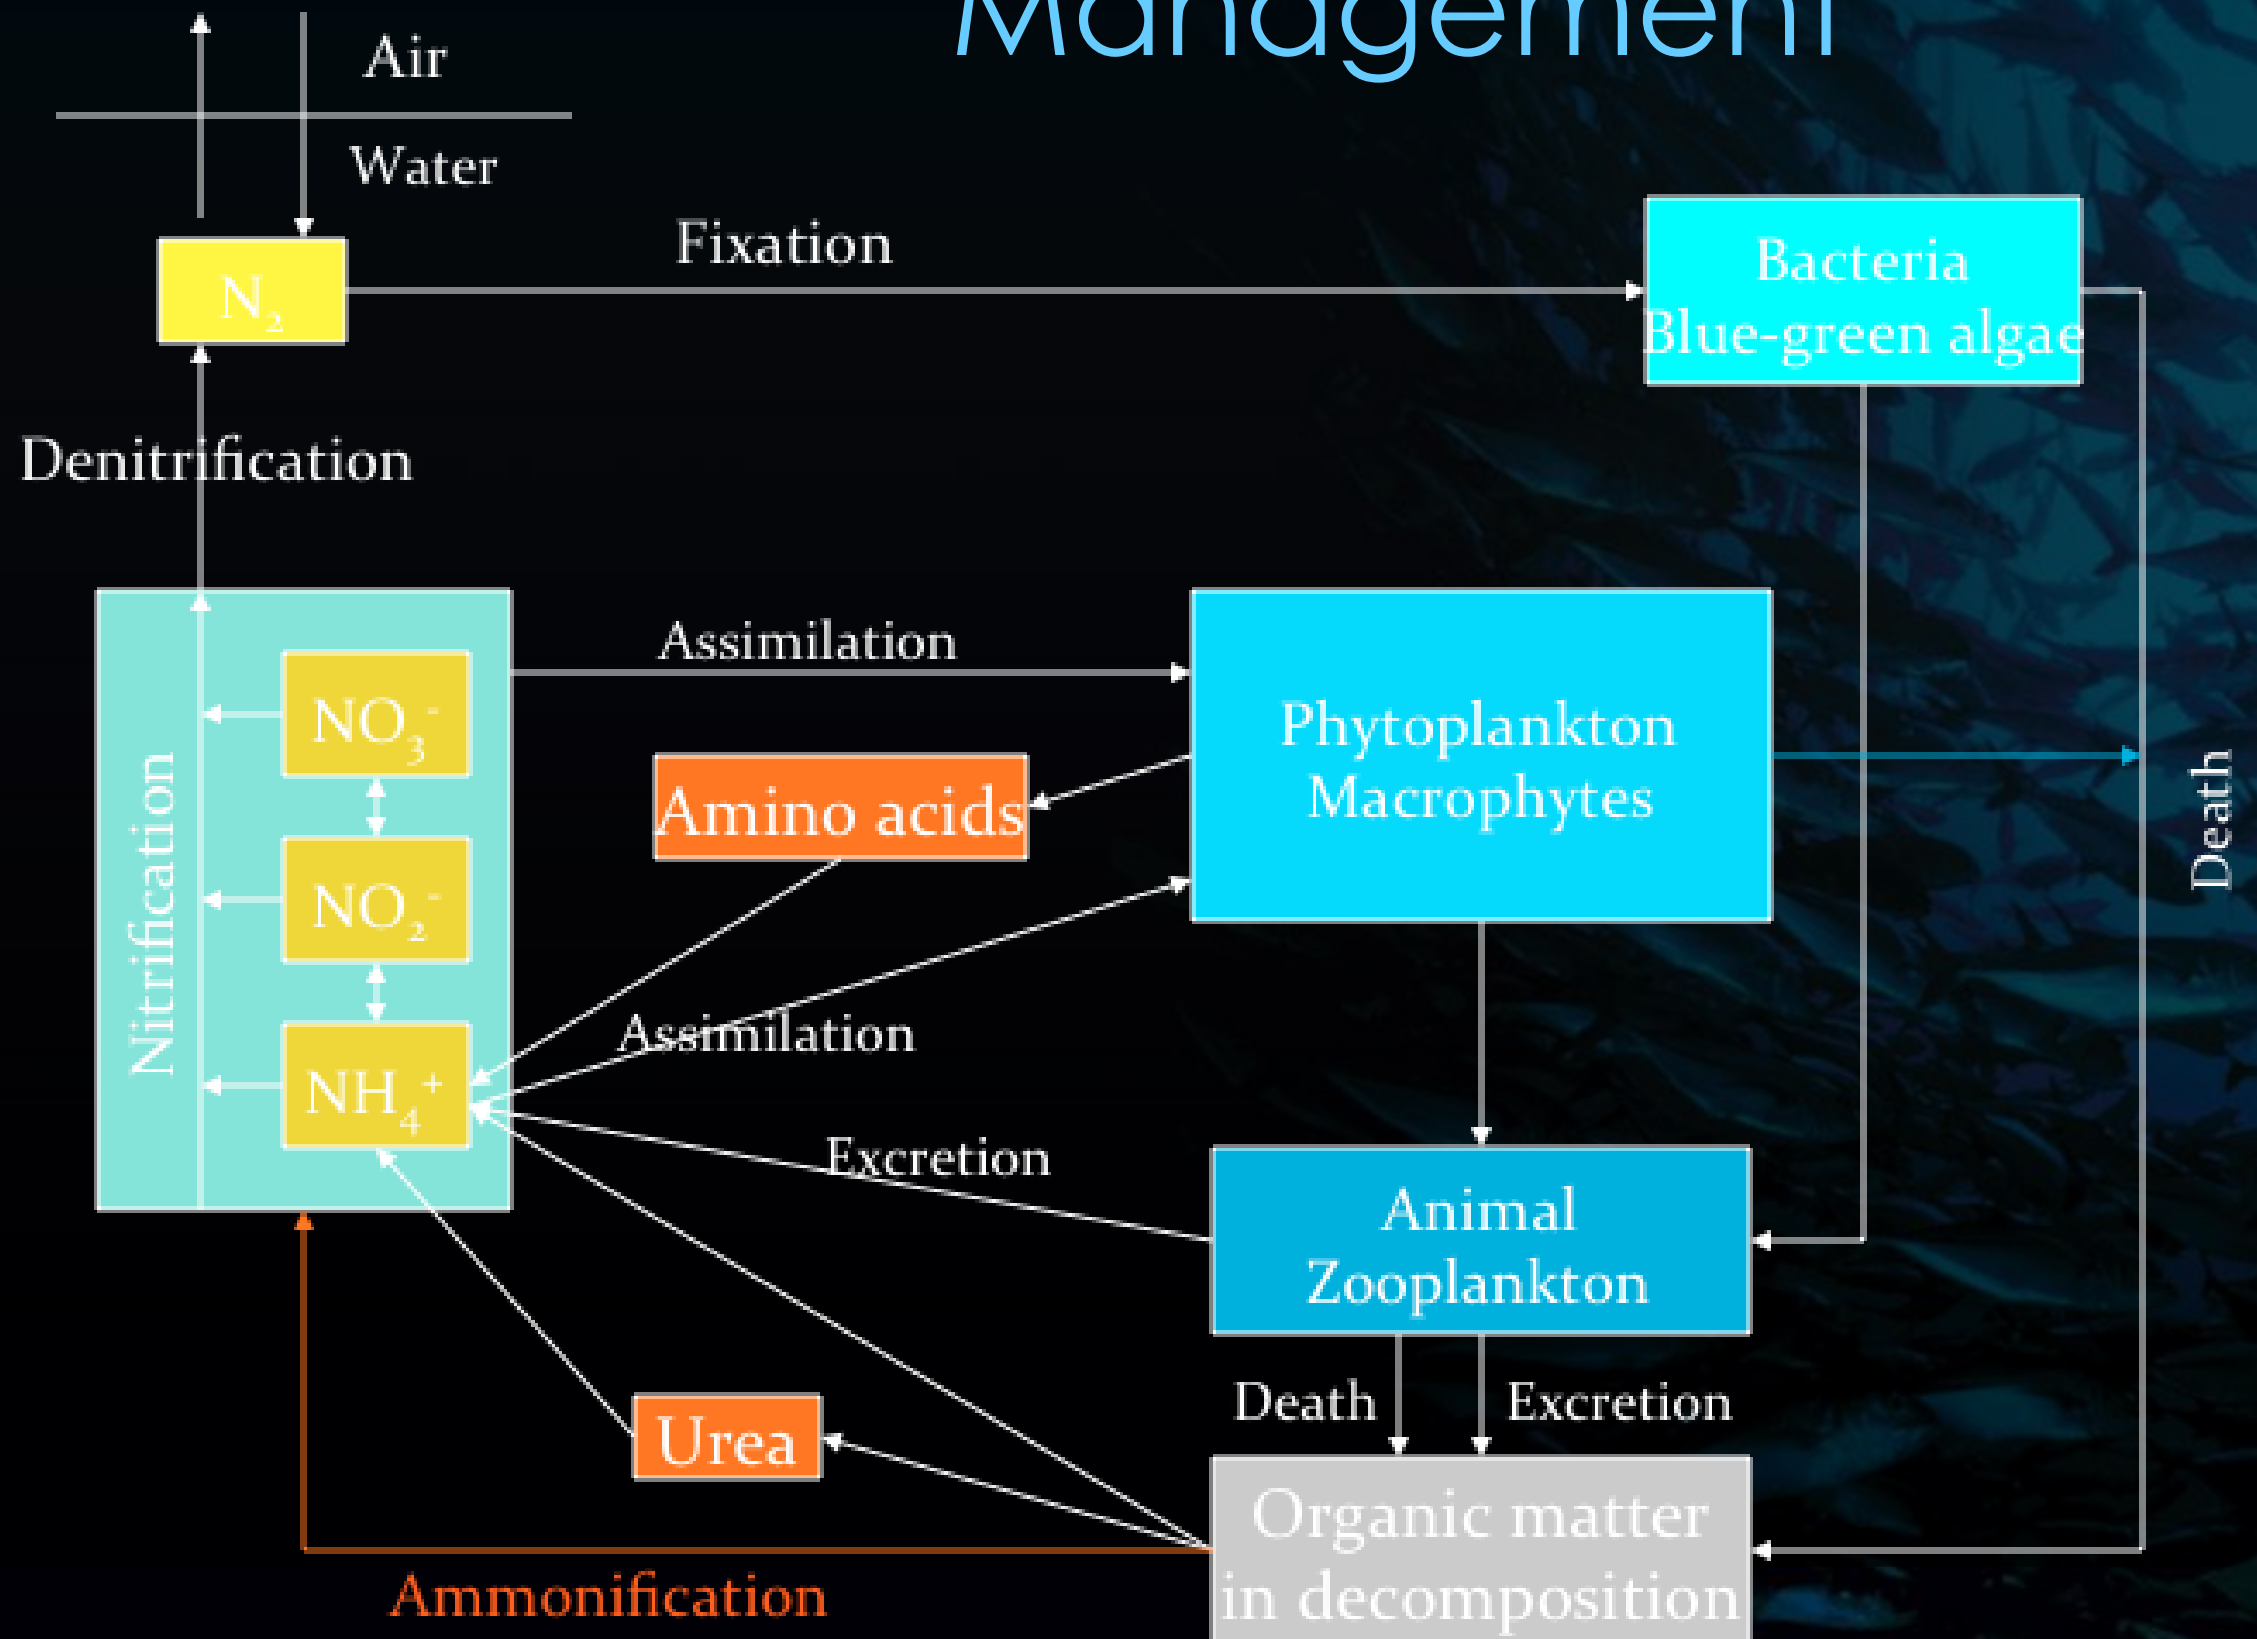 Management
Air
Water
N₂
Fixation
Bacteria
Blue-green algae
Denitrification
Nitrification
NO₃⁻
NO₂⁻
NH₄⁺
Assimilation
Amino acids
Phytoplankton
Macrophytes
Death
Assimilation
Excretion
Animal
Zooplankton
Death
Excretion
Urea
Organic matter
in decomposition
Ammonification